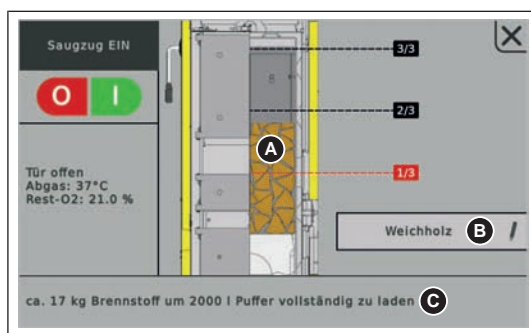 Saugzug EIN
O I
Tür offen
Abgas: 37°C
Rest-O2: 21.0 %
3/3
2/3
A
1/3
Weichholz B
ca. 17 kg Brennstoff um 2000 l Puffer vollständig zu laden C